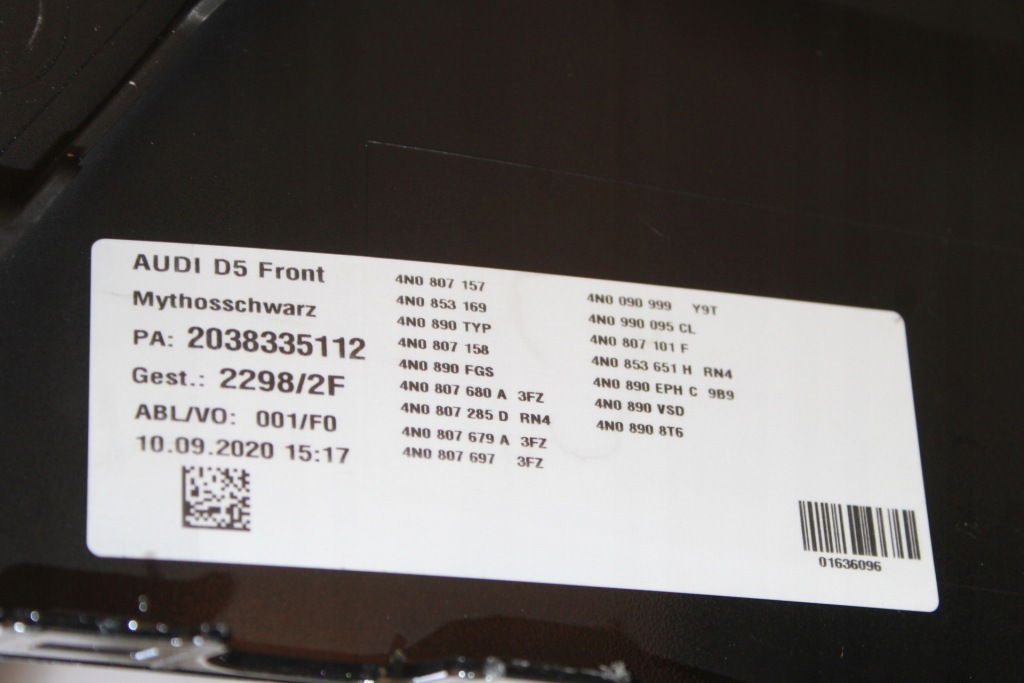 AUDI D5 Front
Mythosschwarz
PA: 2038335112
Gest.: 2298/2F
ABL/VO: 001/F0
10.09.2020 15:17
4N0 807 157
4N0 853 169
4N0 890 TYP
4N0 807 158
4N0 890 FGS
4N0 807 680 A 3FZ
4N0 807 285 D RN4
4N0 807 679 A 3FZ
4N0 807 697 3FZ
4N0 090 999 Y9T
4N0 990 095 CL
4N0 807 101 F
4N0 853 651 H RN4
4N0 890 EPH C 9B9
4N0 890 VSD
4N0 890 8T6
01636096